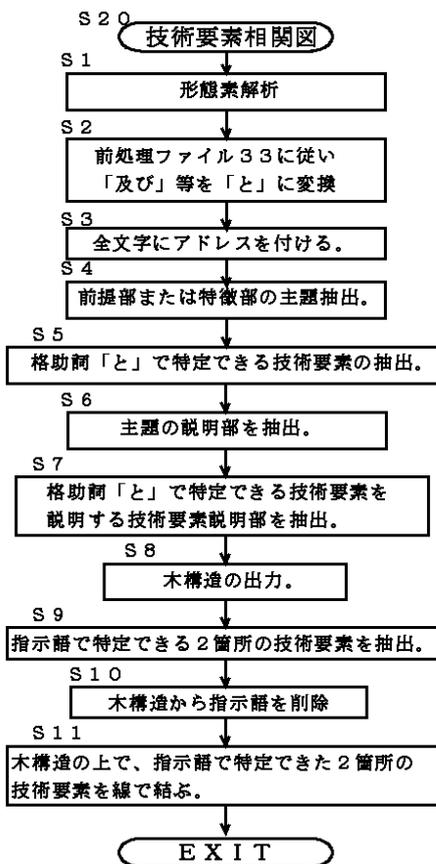 S20
技術要素相関図
S1
形態素解析
S2
前処理ファイル33に従い
「及び」等を「と」に変換
S3
全文字にアドレスを付ける。
S4
前提部または特徴部の主題抽出。
S5
格助詞「と」で特定できる技術要素の抽出。
S6
主題の説明部を抽出。
S7
格助詞「と」で特定できる技術要素を
説明する技術要素説明部を抽出。
S8
木構造の出力。
S9
指示語で特定できる2箇所の技術要素を抽出。
S10
木構造から指示語を削除
S11
木構造の上で、指示語で特定できた2箇所の
技術要素を線で結ぶ。
EXIT